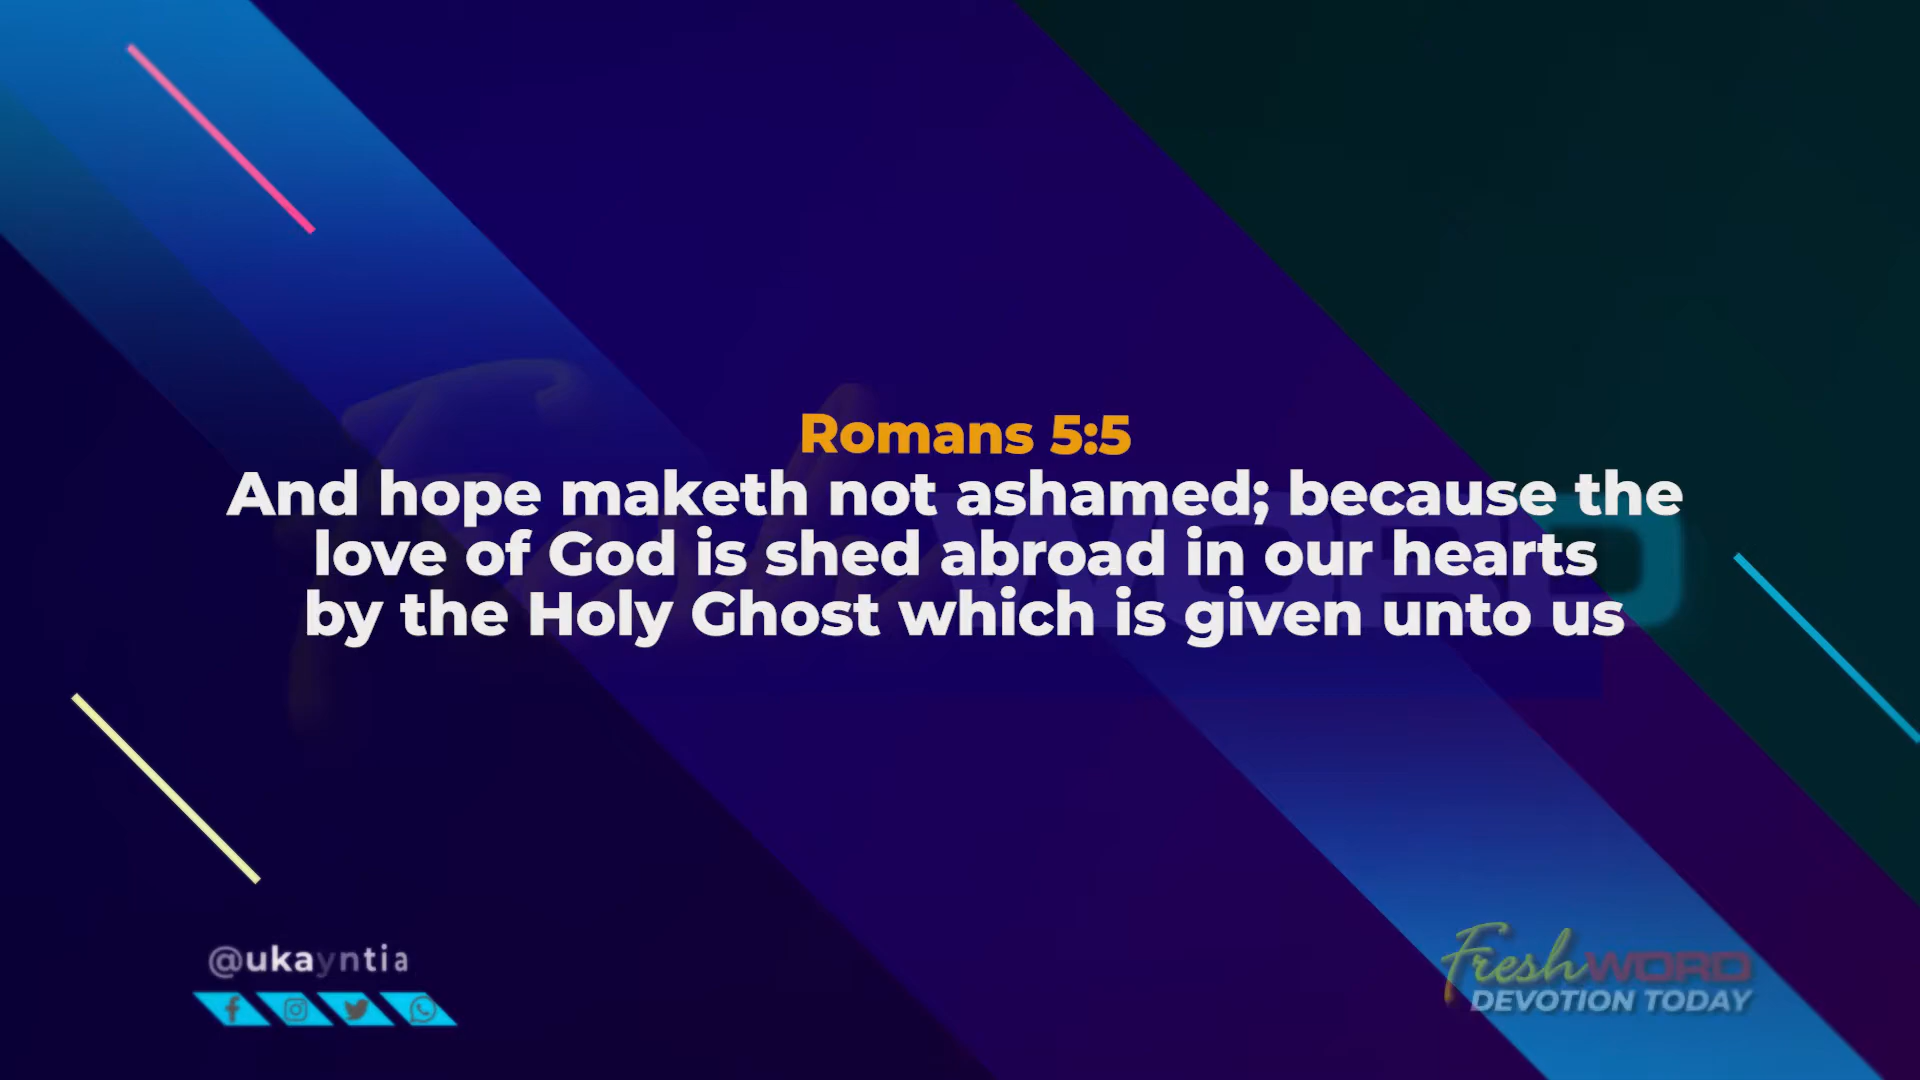 Romans 5:5
And hope maketh not ashamed; because the
love of God is shed abroad in our hearts
by the Holy Ghost which is given unto us
@ukayntia
FreshWORD
DEVOTION TODAY